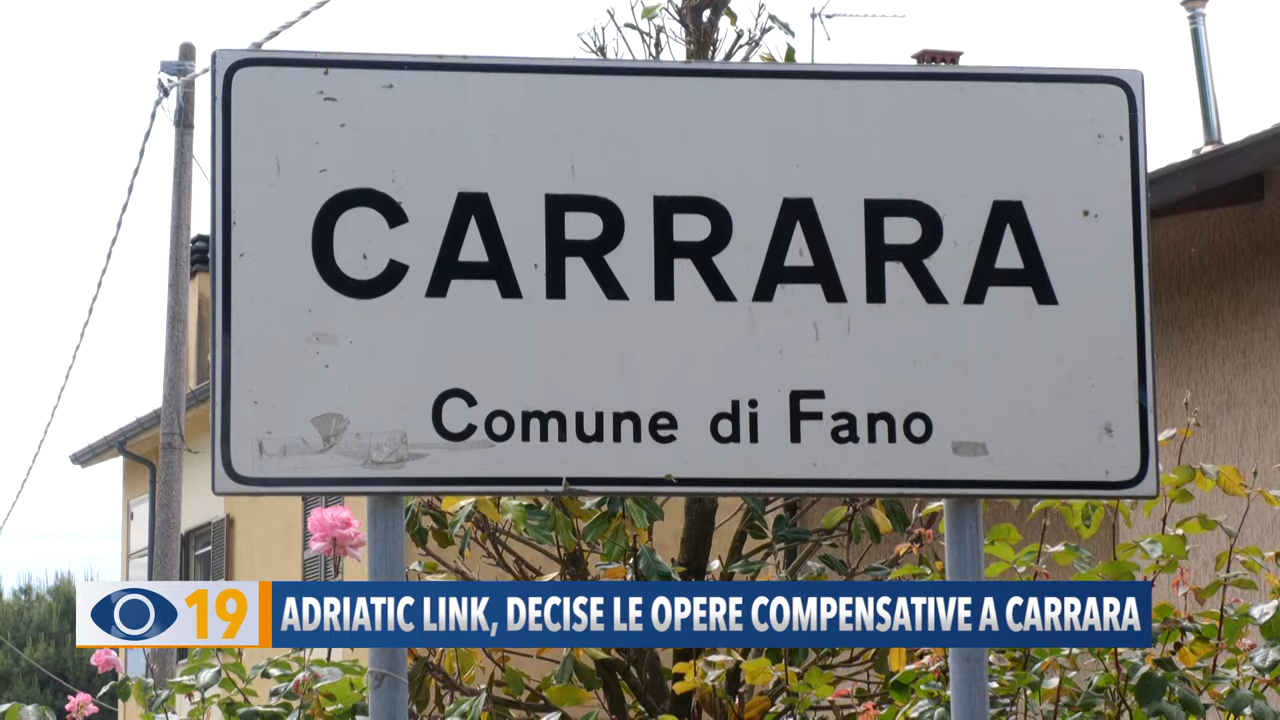 CARRARA
Comune di Fano
19
ADRIATIC LINK, DECISE LE OPERE COMPENSATIVE A CARRARA